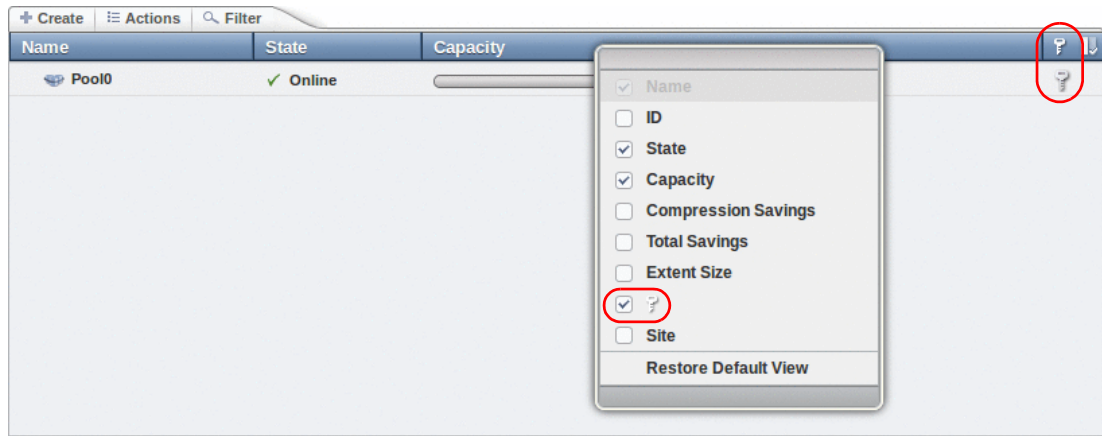 Create Actions Filter
Name State Capacity
Pool0 Online
Name
ID
State
Capacity
Compression Savings
Total Savings
Extent Size
Site
Restore Default View